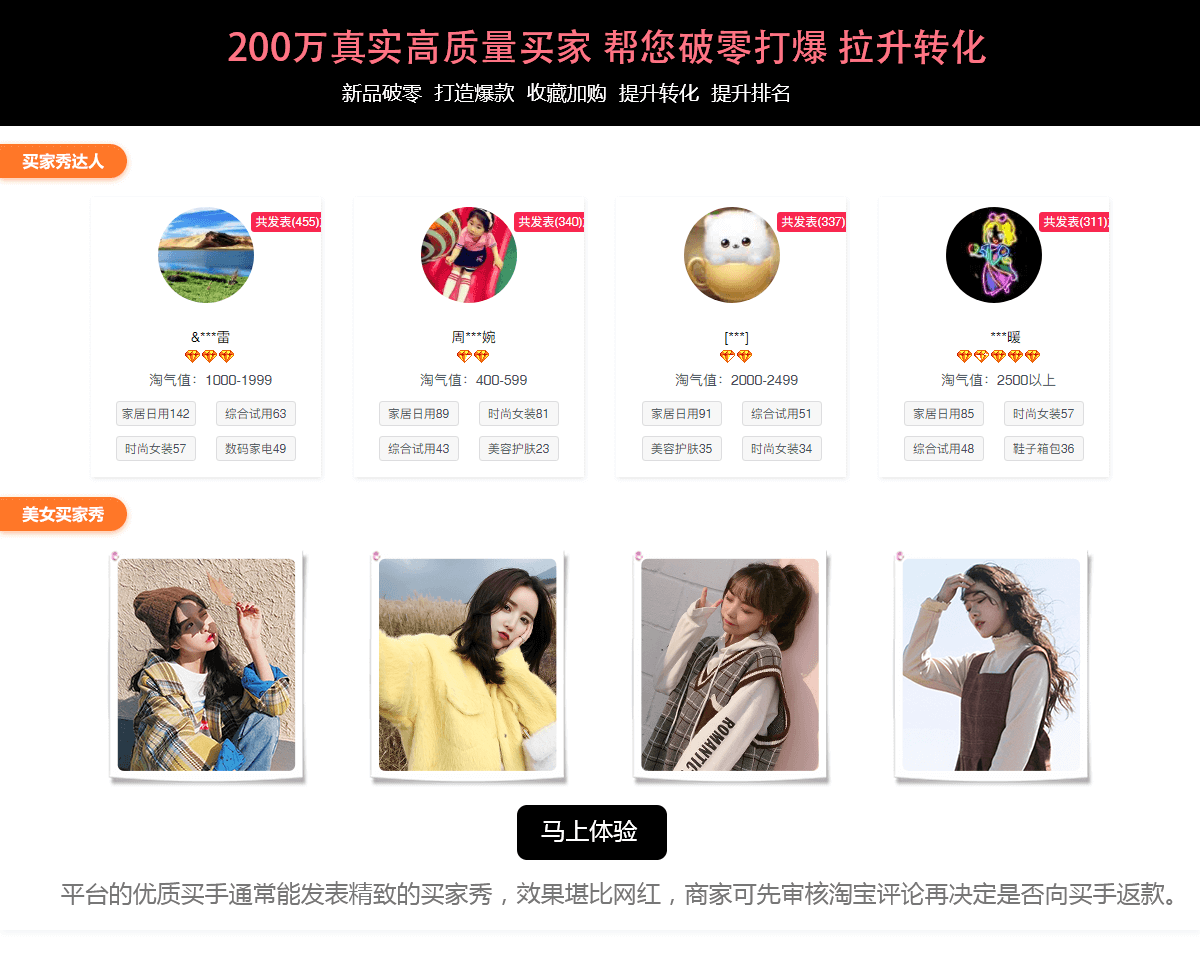 200万真实高质量买家 帮您破零打爆 拉升转化
新品破零 打造爆款 收藏加购 提升转化 提升排名
买家秀达人
共发表(455)
共发表(340)
共发表(337)
共发表(311)
&***雷
周***婉
[***]
***暖
淘气值：1000-1999
淘气值：400-599
淘气值：2000-2499
淘气值：2500以上
家居日用142 综合试用63
家居日用89 时尚女装81
家居日用91 综合试用51
家居日用85 时尚女装57
时尚女装57 数码家电49
综合试用43 美容护肤23
美容护肤35 时尚女装34
综合试用48 鞋子箱包36
美女买家秀
ROMANTIC
马上体验
平台的优质买手通常能发表精致的买家秀，效果堪比网红，商家可先审核淘宝评论再决定是否向买手返款。